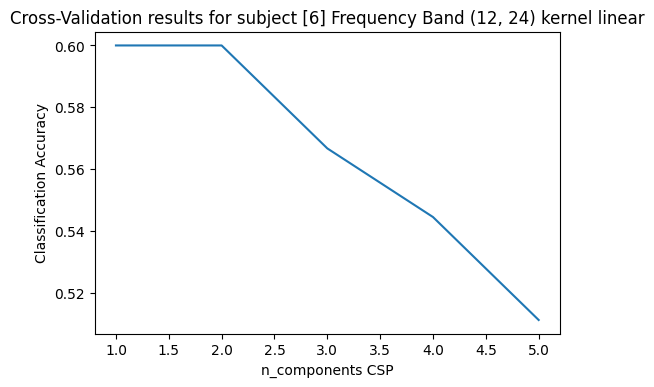 Cross-Validation results for subject [6] Frequency Band (12, 24) kernel linear
Classification Accuracy
0.60
0.58
0.56
0.54
0.52
1.0 1.5 2.0 2.5 3.0 3.5 4.0 4.5 5.0
n_components CSP